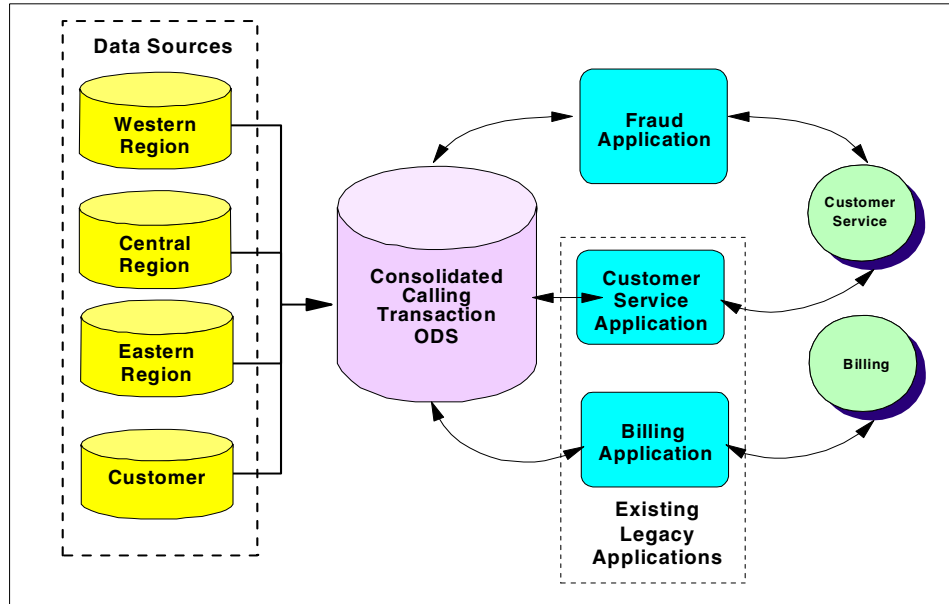 Data Sources
Western
Region
Central
Region
Eastern
Region
Customer
Consolidated
Calling
Transaction
ODS
Fraud
Application
Customer
Service
Application
Billing
Application
Existing
Legacy
Applications
Customer
Service
Billing